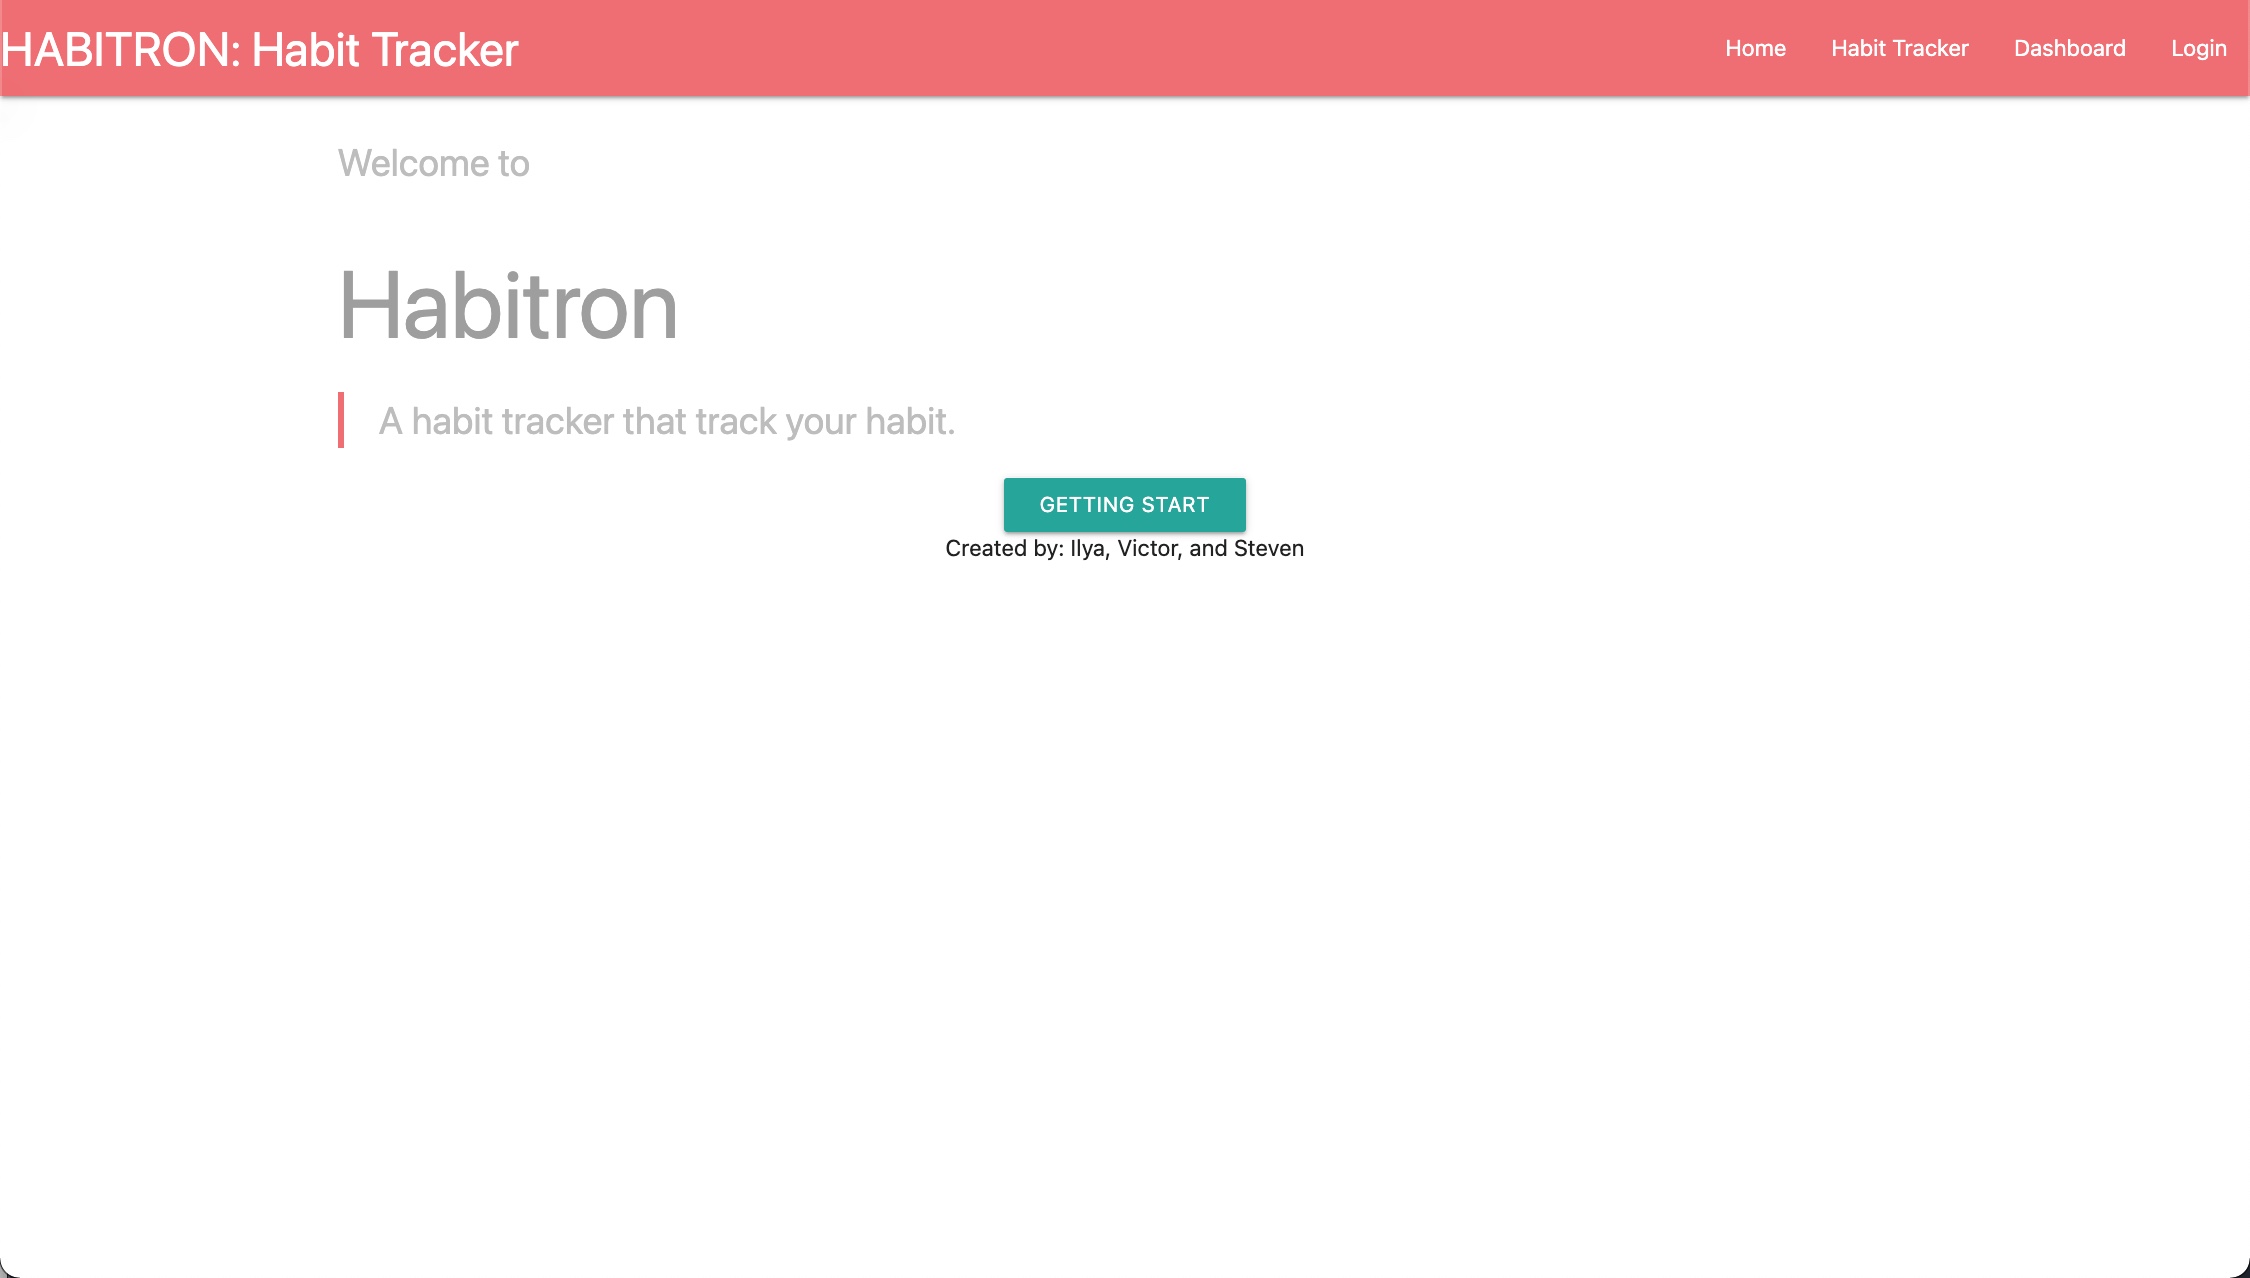 HABITRON: Habit Tracker
Home Habit Tracker Dashboard Login
Welcome to
Habitron
A habit tracker that track your habit.
GETTING START
Created by: Ilya, Victor, and Steven